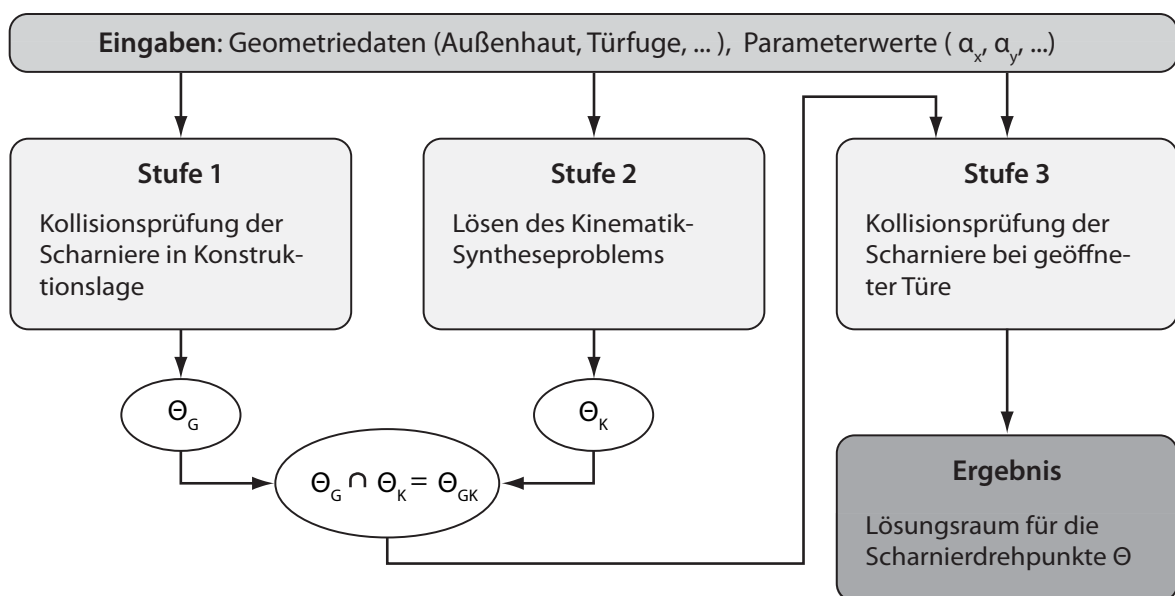 Eingaben: Geometriedaten (Außenhaut, Türfuge, ... ), Parameterwerte ( αx, αy, ...)
Stufe 1
Kollisionsprüfung der
Scharniere in Konstruk-
tionslage
Stufe 2
Lösen des Kinematik-
Syntheseproblems
Stufe 3
Kollisionsprüfung der
Scharniere bei geöffne-
ter Türe
ΘG
ΘK
ΘG ∩ ΘK = ΘGK
Ergebnis
Lösungsraum für die
Scharnierdrehpunkte Θ